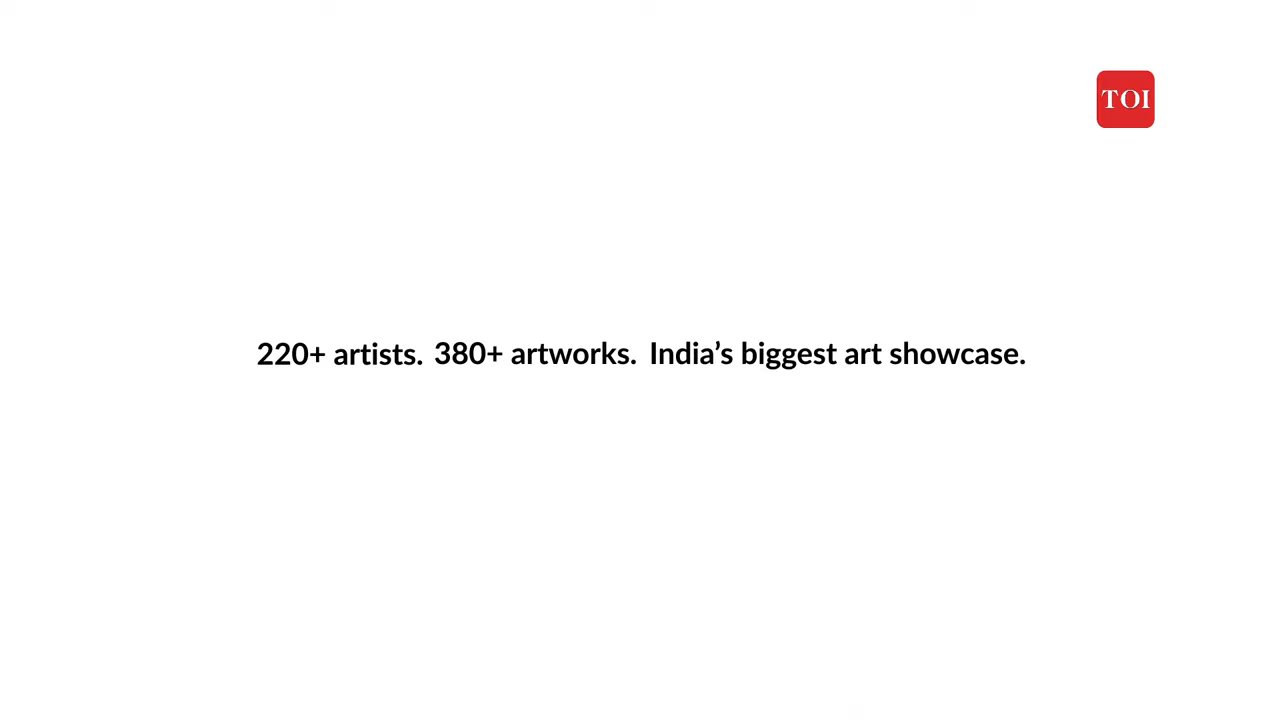 TOI
220+ artists. 380+ artworks. India’s biggest art showcase.